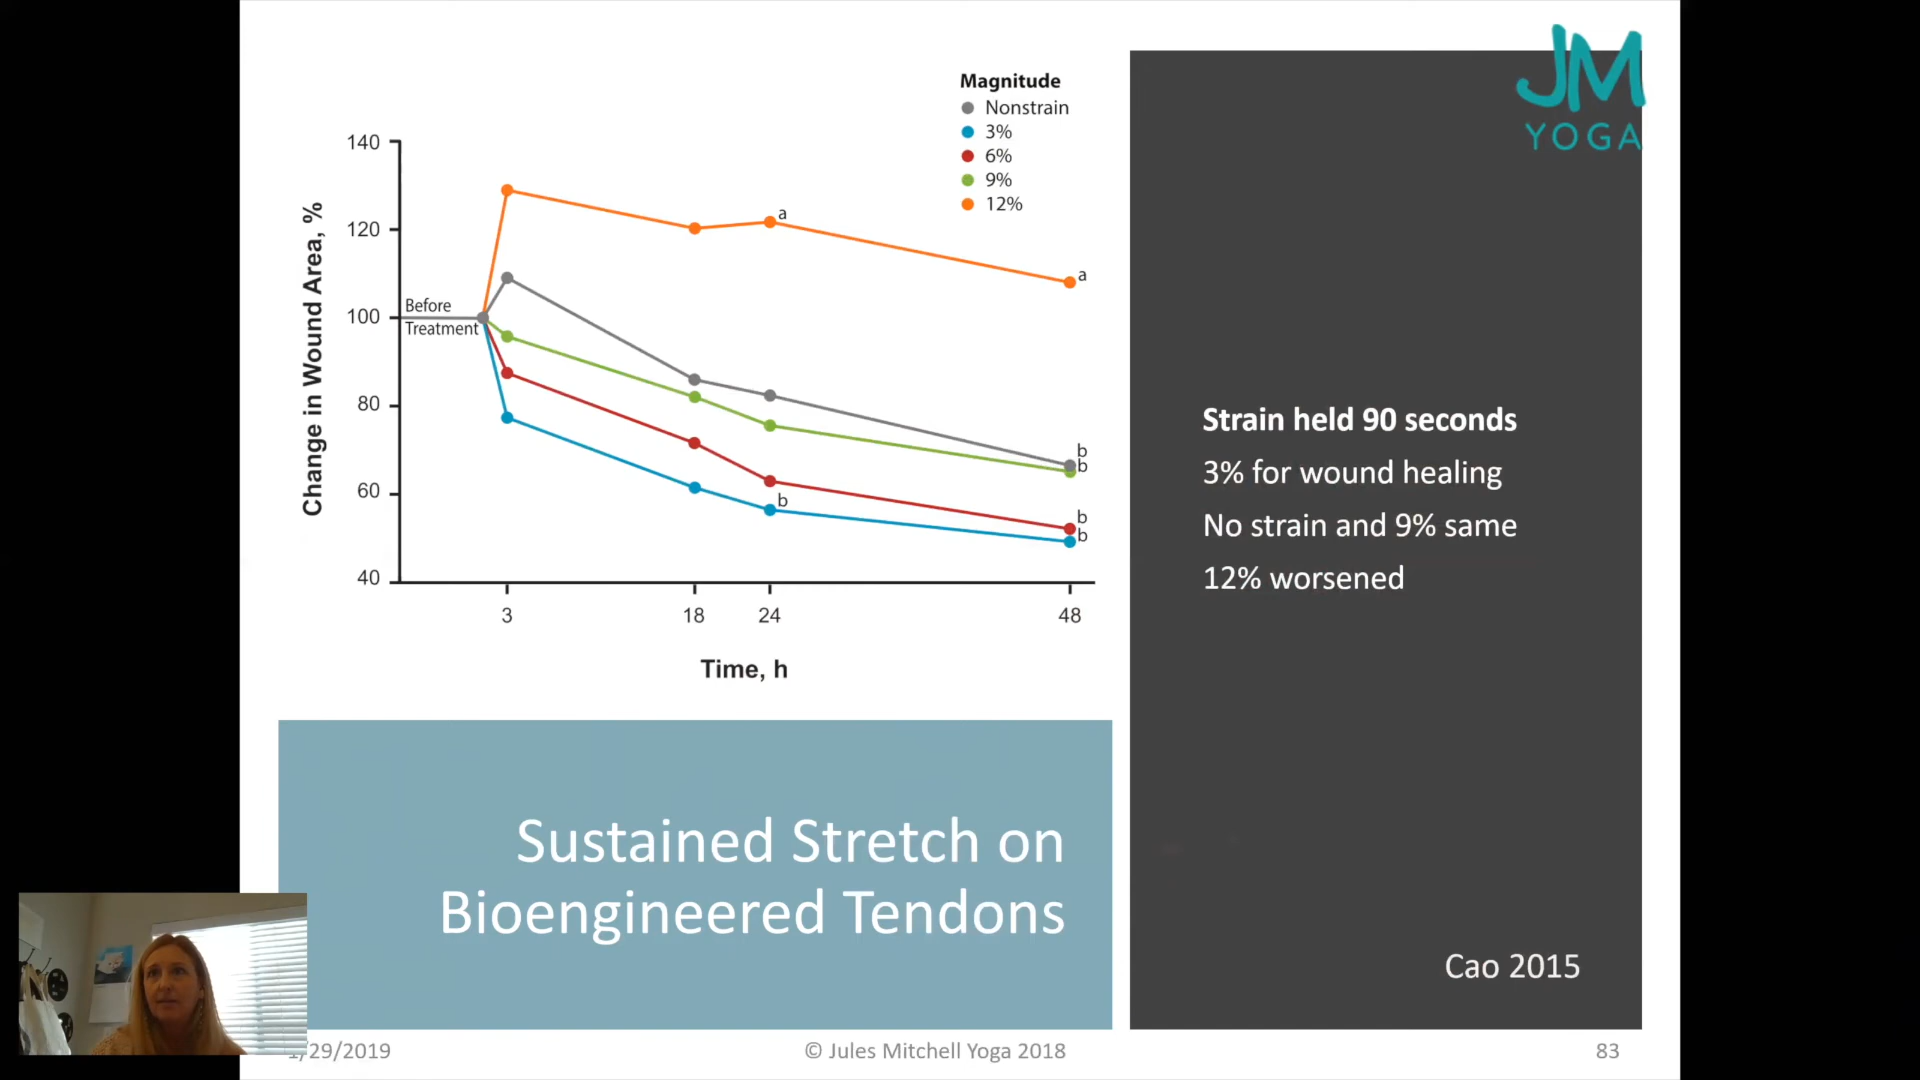 JM
YOGA
Magnitude
Nonstrain
3%
6%
9%
12%
Change in Wound Area, %
140
120
100
80
60
40
Before
Treatment
a
a
b
b
b
b
b
3
18
24
48
Time, h
Strain held 90 seconds
3% for wound healing
No strain and 9% same
12% worsened
Sustained Stretch on
Bioengineered Tendons
Cao 2015
/29/2019
© Jules Mitchell Yoga 2018
83